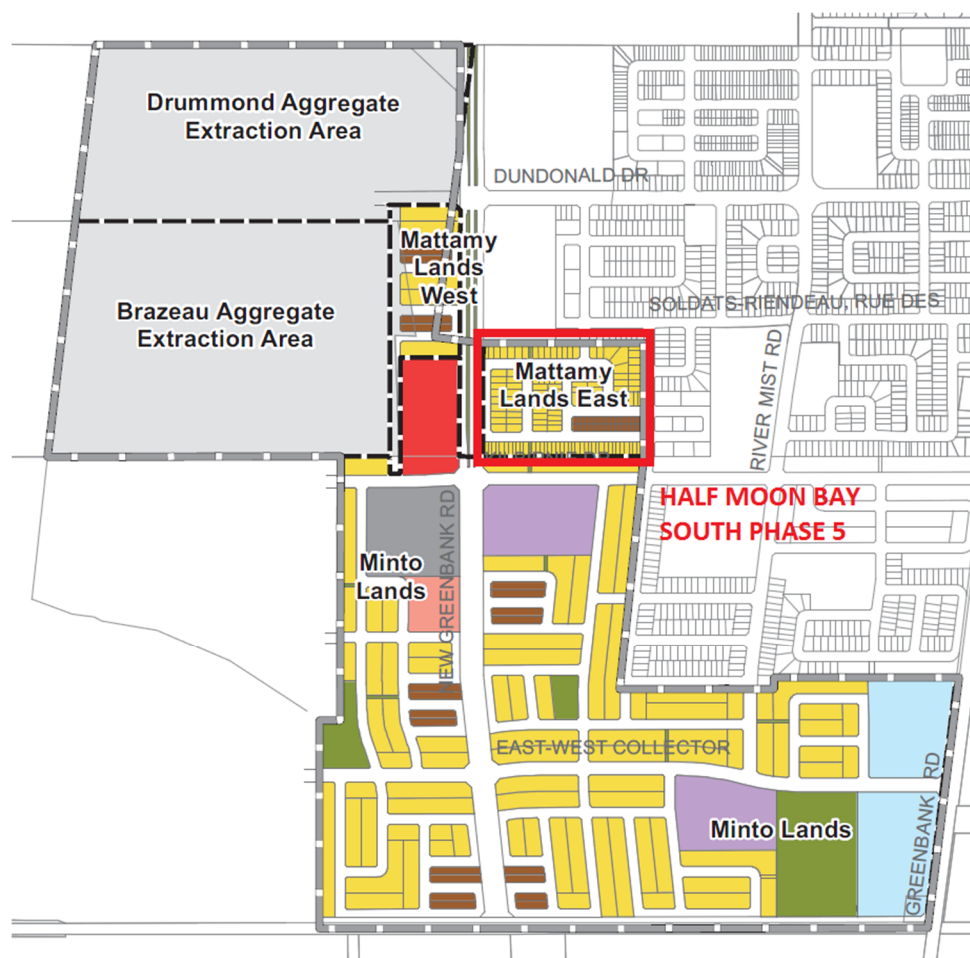 Drummond Aggregate
Extraction Area
DUNDONALD DR
Mattamy
Lands
West
SOLDATS-RIENDEAU, RUE DES
Brazeau Aggregate
Extraction Area
Mattamy
Lands East
RIVER MIST RD
HALF MOON BAY
SOUTH PHASE 5
NEW GREENBANK RD
Minto
Lands
EAST-WEST COLLECTOR
GREENBANK RD
Minto Lands